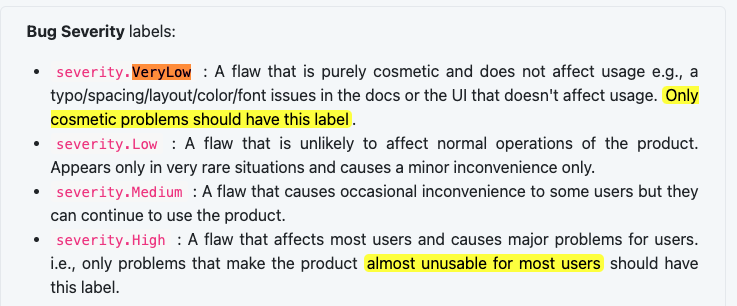 Bug Severity labels:
• severity.VeryLow : A flaw that is purely cosmetic and does not affect usage e.g., a
typo/spacing/layout/color/font issues in the docs or the UI that doesn't affect usage. Only
cosmetic problems should have this label.
• severity.Low : A flaw that is unlikely to affect normal operations of the product.
Appears only in very rare situations and causes a minor inconvenience only.
• severity.Medium : A flaw that causes occasional inconvenience to some users but they
can continue to use the product.
• severity.High : A flaw that affects most users and causes major problems for users.
i.e., only problems that make the product almost unusable for most users should have
this label.